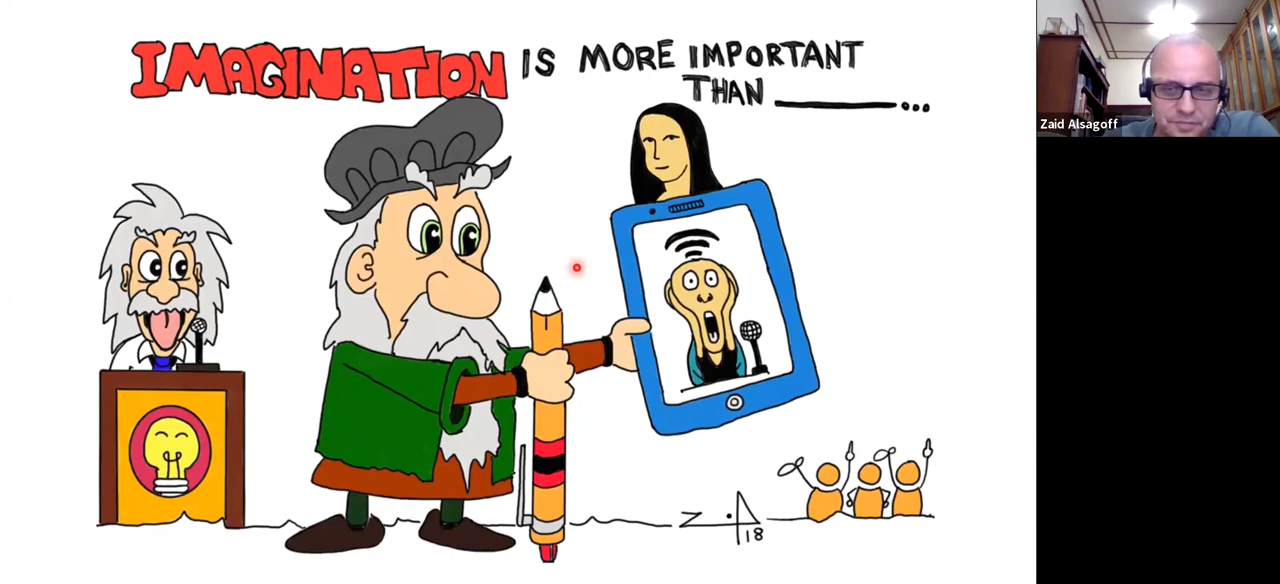 IMAGINATION IS MORE IMPORTANT
THAN ________...
Zaid Alsagoff
Z.A
18